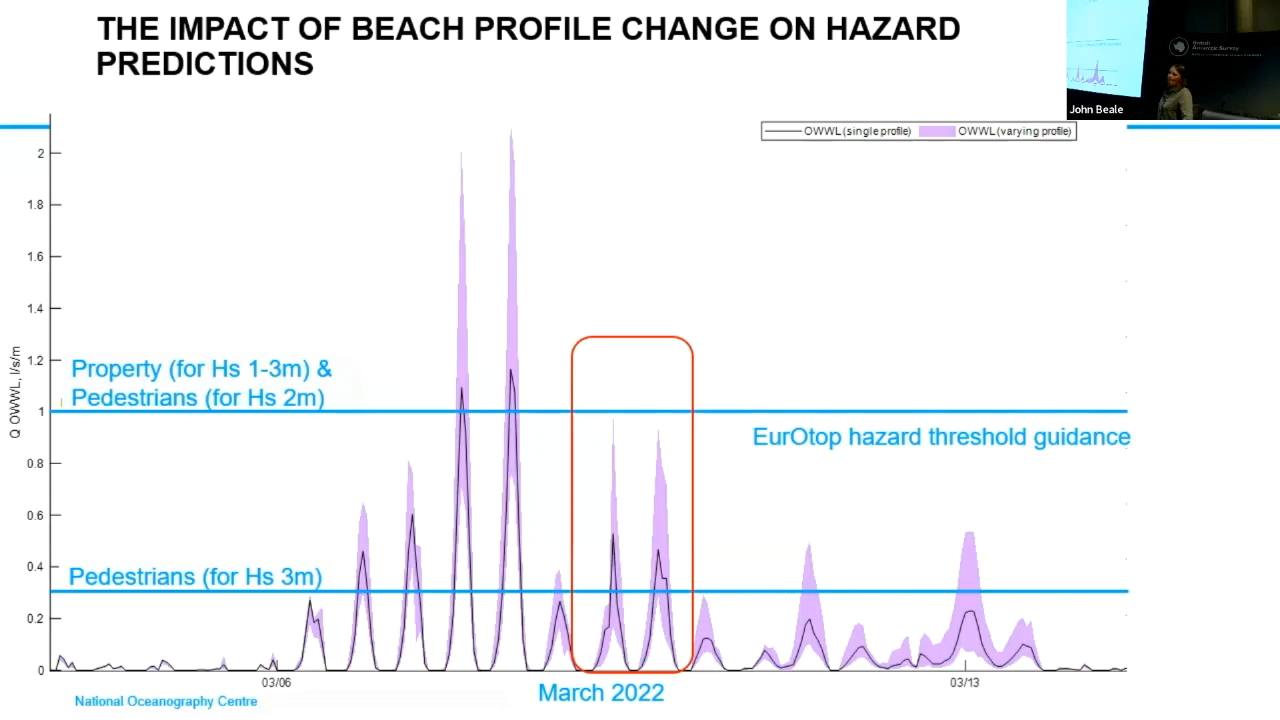 THE IMPACT OF BEACH PROFILE CHANGE ON HAZARD
PREDICTIONS
British
Antarctic Survey
John Beale
OWWL (single profile)
OWWL (varying profile)
2
1.8
1.6
1.4
1.2
1
0.8
0.6
0.4
0.2
0
Q OWWL, l/s/m
Property (for Hs 1-3m) &
Pedestrians (for Hs 2m)
EurOtop hazard threshold guidance
Pedestrians (for Hs 3m)
03/06
03/13
March 2022
National Oceanography Centre